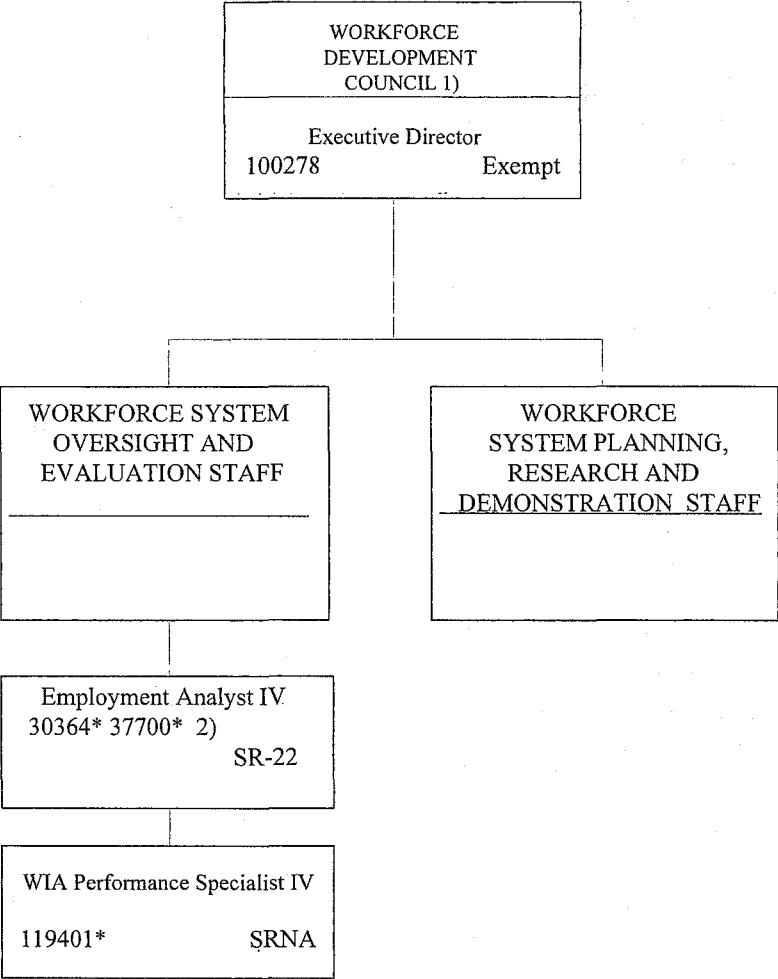 WORKFORCE
DEVELOPMENT
COUNCIL 1)
Executive Director
100278 Exempt
WORKFORCE SYSTEM
OVERSIGHT AND
EVALUATION STAFF
WORKFORCE
SYSTEM PLANNING,
RESEARCH AND
DEMONSTRATION STAFF
Employment Analyst IV
30364* 37700* 2)
SR-22
WIA Performance Specialist IV
119401* SRNA